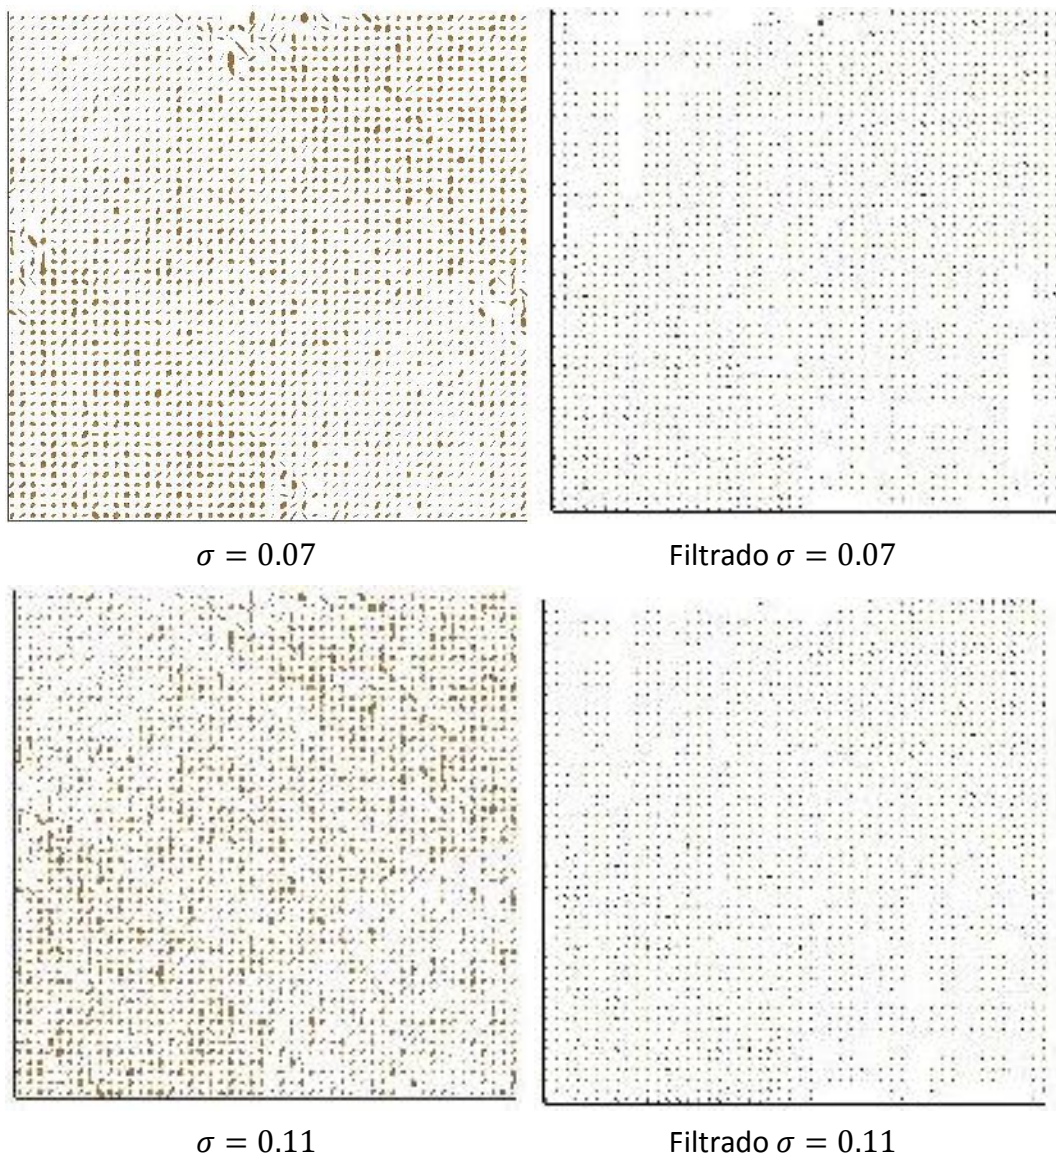 σ = 0.07
Filtrado σ = 0.07
σ = 0.11
Filtrado σ = 0.11